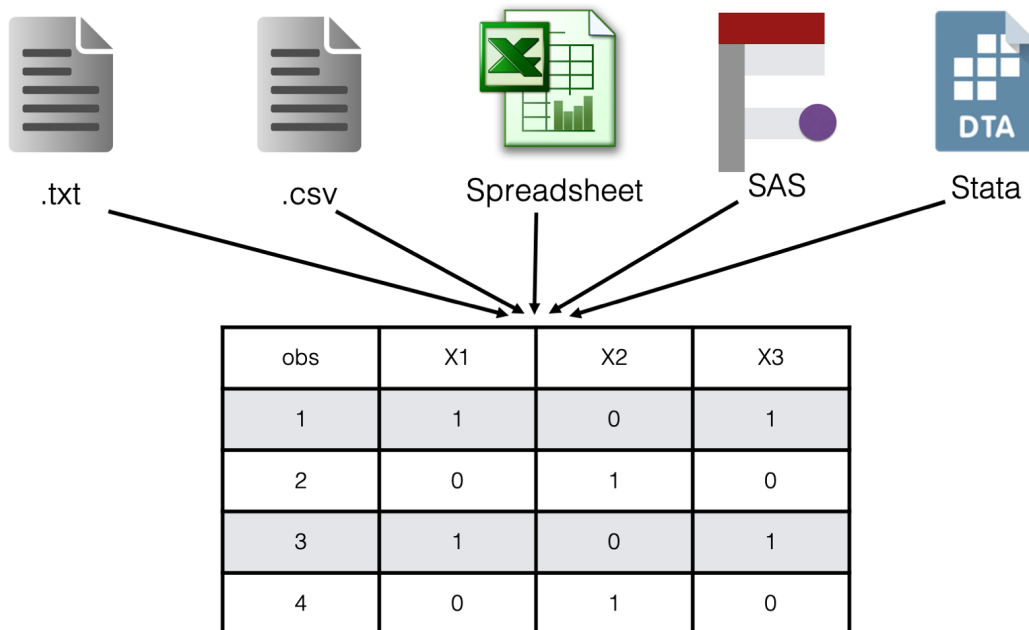 DTA
.txt .csv Spreadsheet SAS Stata
obs X1 X2 X3
1 1 0 1
2 0 1 0
3 1 0 1
4 0 1 0